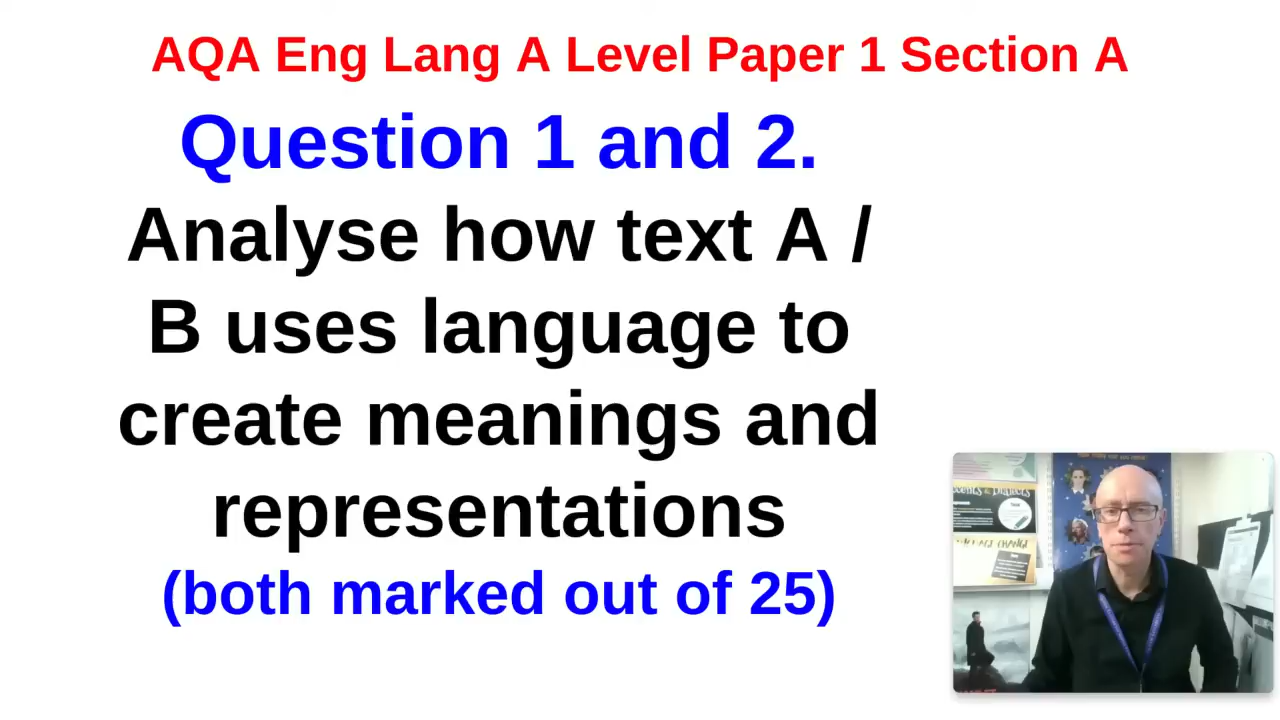 AQA Eng Lang A Level Paper 1 Section A
Question 1 and 2.
Analyse how text A /
B uses language to
create meanings and
representations
(both marked out of 25)